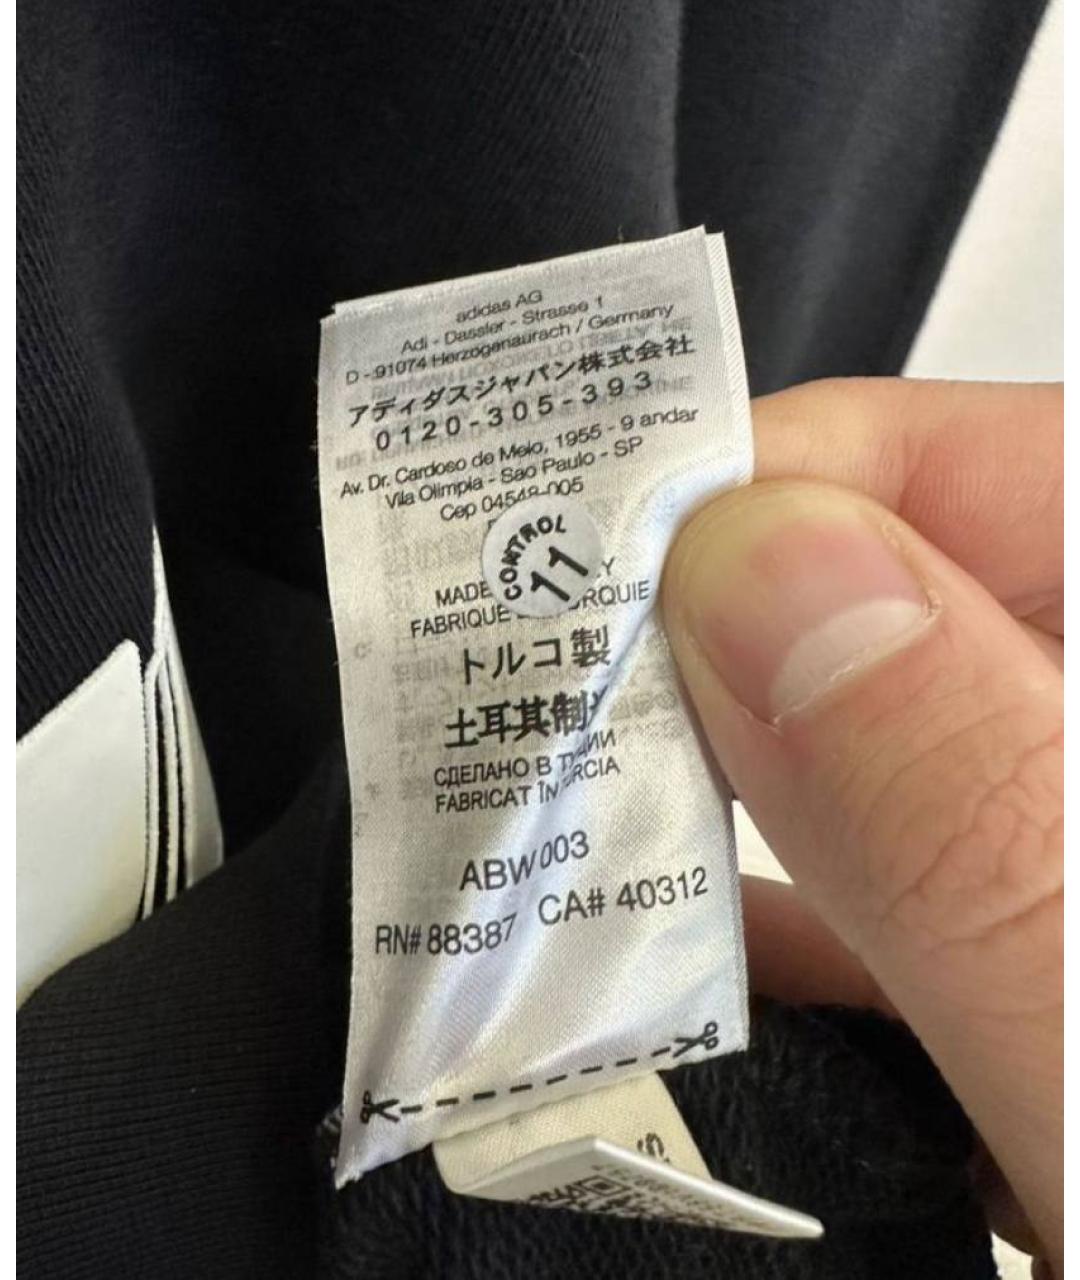 adidas AG
Adi - Dassler - Strasse 1
D - 91074 Herzogenaurach / Germany
アディダスジャパン株式会社
0120-305-393
Av. Dr. Cardoso de Melo, 1955 - 9 andar
Vila Olimpia - Sao Paulo - SP
Cep 04548-005
CONTROL
11
MADE
FABRIQUE
トルコ製
土耳其制
СДЕЛАНО В
FABRICAT ÎN
ABW003
RN# 88387 CA# 40312